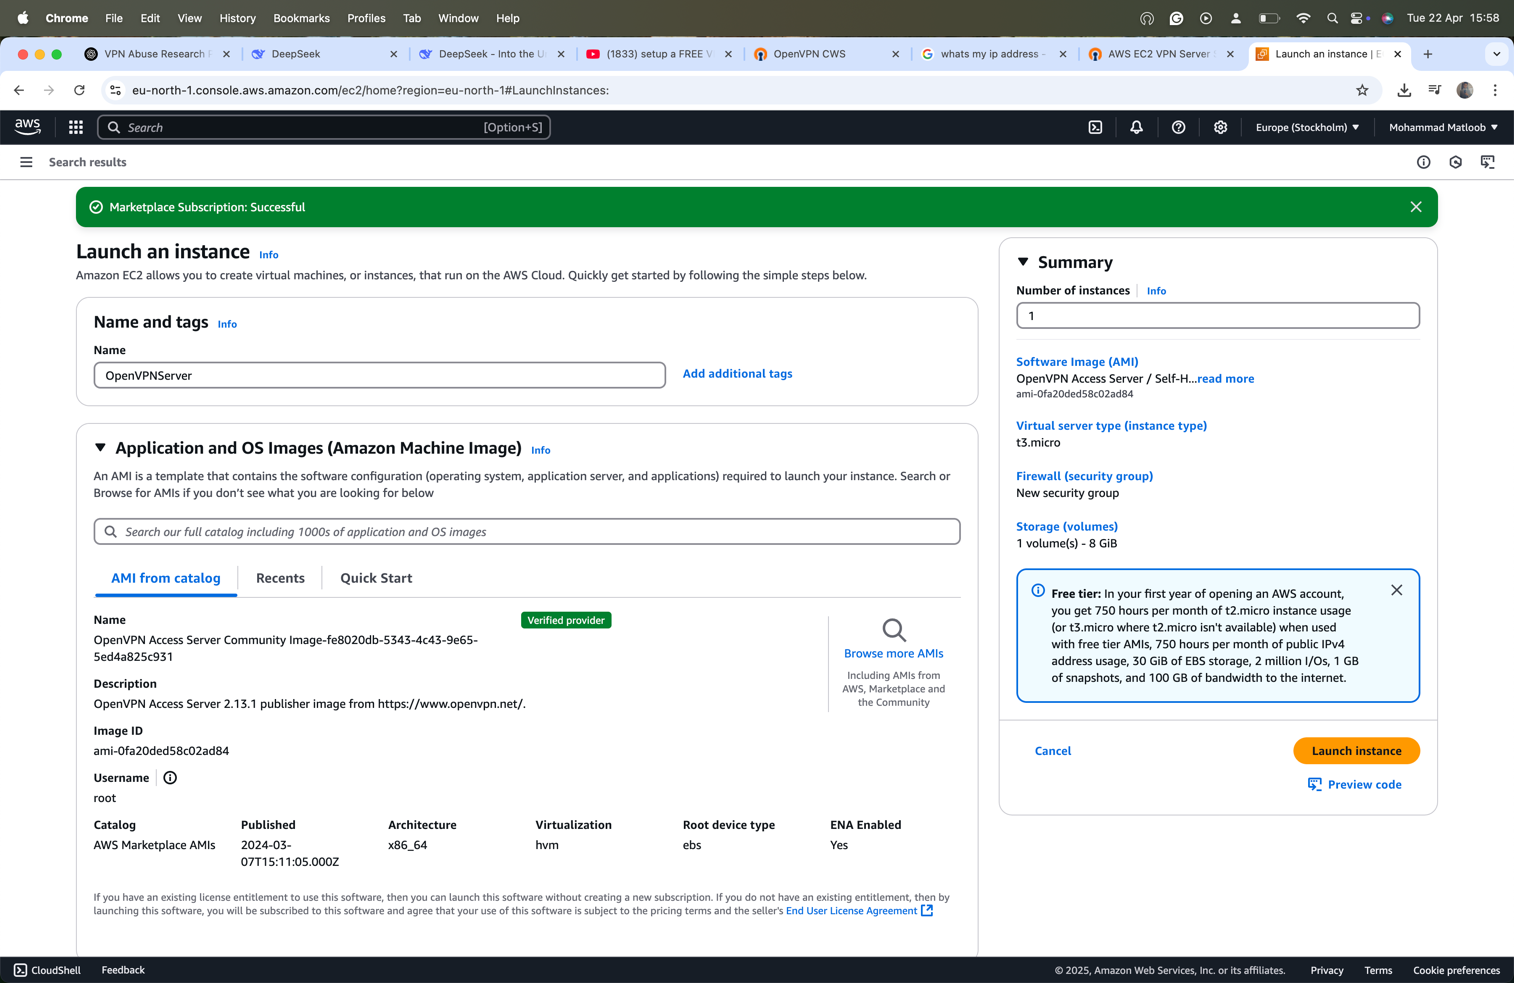 Chrome File Edit View History Bookmarks Profiles Tab Window Help
Tue 22 Apr 15:58
VPN Abuse Research
DeepSeek
DeepSeek - Into the U
(1833) setup a FREE V
OpenVPN CWS
whats my ip address -
AWS EC2 VPN Server
Launch an instance | E
eu-north-1.console.aws.amazon.com/ec2/home?region=eu-north-1#LaunchInstances:
aws
Search
[Option+S]
Europe (Stockholm)
Mohammad Matloob
Search results
Marketplace Subscription: Successful
Launch an instance Info
Amazon EC2 allows you to create virtual machines, or instances, that run on the AWS Cloud. Quickly get started by following the simple steps below.
Name and tags Info
Name
OpenVPNServer
Add additional tags
Application and OS Images (Amazon Machine Image) Info
An AMI is a template that contains the software configuration (operating system, application server, and applications) required to launch your instance. Search or
Browse for AMIs if you don't see what you are looking for below
Search our full catalog including 1000s of application and OS images
AMI from catalog
Recents
Quick Start
Name
Verified provider
OpenVPN Access Server Community Image-fe8020db-5343-4c43-9e65-
5ed4a825c931
Description
OpenVPN Access Server 2.13.1 publisher image from https://www.openvpn.net/.
Image ID
ami-0fa20ded58c02ad84
Username
root
Browse more AMIs
Including AMIs from
AWS, Marketplace and
the Community
Catalog Published Architecture Virtualization Root device type ENA Enabled
AWS Marketplace AMIs 2024-03- x86_64 hvm ebs Yes
07T15:11:05.000Z
If you have an existing license entitlement to use this software, then you can launch this software without creating a new subscription. If you do not have an existing entitlement, then by
launching this software, you will be subscribed to this software and agree that your use of this software is subject to the pricing terms and the seller's End User License Agreement
Summary
Number of instances Info
1
Software Image (AMI)
OpenVPN Access Server / Self-H...read more
ami-0fa20ded58c02ad84
Virtual server type (instance type)
t3.micro
Firewall (security group)
New security group
Storage (volumes)
1 volume(s) - 8 GiB
Free tier: In your first year of opening an AWS account,
you get 750 hours per month of t2.micro instance usage
(or t3.micro where t2.micro isn't available) when used
with free tier AMIs, 750 hours per month of public IPv4
address usage, 30 GiB of EBS storage, 2 million I/Os, 1 GB
of snapshots, and 100 GB of bandwidth to the internet.
Cancel
Launch instance
Preview code
CloudShell
Feedback
© 2025, Amazon Web Services, Inc. or its affiliates.
Privacy
Terms
Cookie preferences